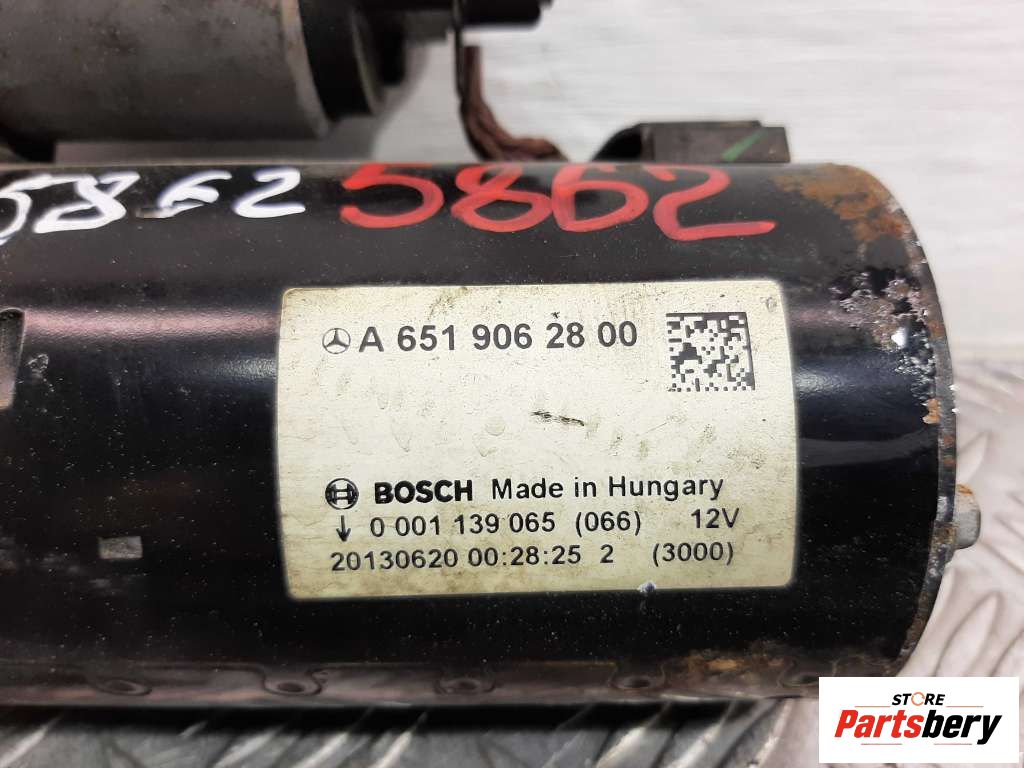 5862 5862
A 651 906 28 00
BOSCH Made in Hungary
0 001 139 065 (066) 12V
20130620 00:28:25 2 (3000)
STORE
Partsbery